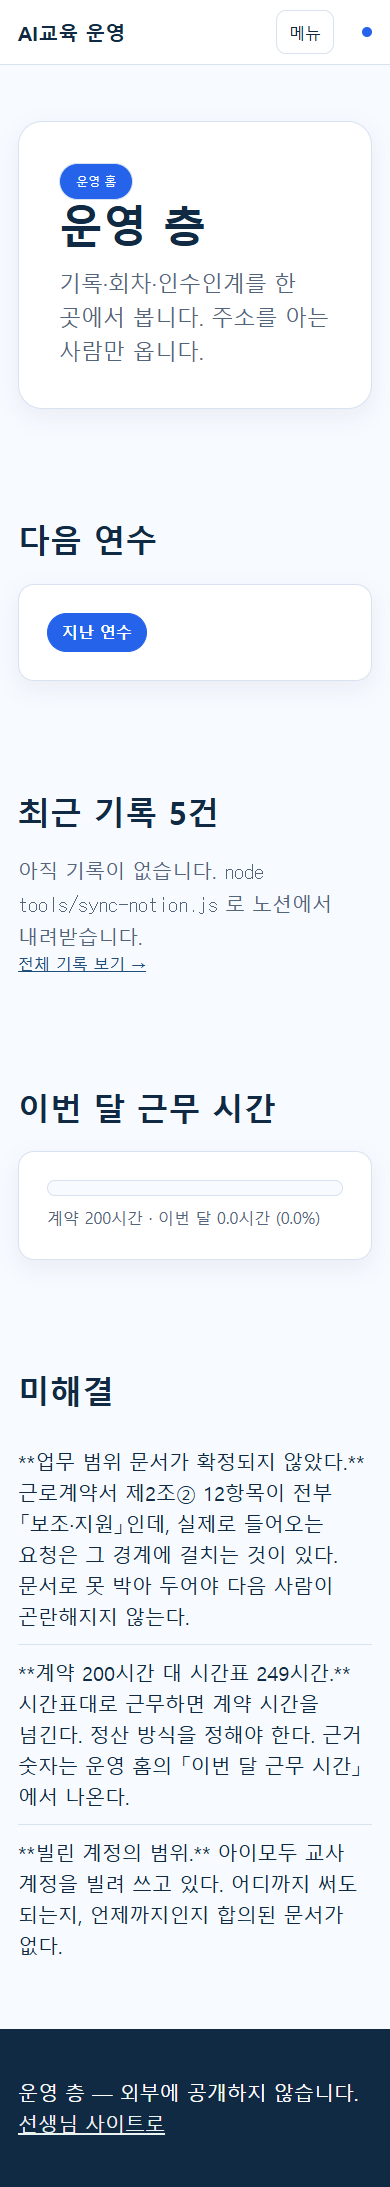 AI교육 운영
메뉴
운영 홈
운영 층
기록·회차·인수인계를 한
곳에서 봅니다. 주소를 아는
사람만 옵니다.
다음 연수
지난 연수
최근 기록 5건
아직 기록이 없습니다. node
tools/sync-notion.js 로 노션에서
내려받습니다.
전체 기록 보기 →
이번 달 근무 시간
계약 200시간 · 이번 달 0.0시간 (0.0%)
미해결
**업무 범위 문서가 확정되지 않았다.**
근로계약서 제2조② 12항목이 전부
「보조·지원」인데, 실제로 들어오는
요청은 그 경계에 걸치는 것이 있다.
문서로 못 박아 두어야 다음 사람이
곤란해지지 않는다.
**계약 200시간 대 시간표 249시간.**
시간표대로 근무하면 계약 시간을
넘긴다. 정산 방식을 정해야 한다. 근거
숫자는 운영 홈의 「이번 달 근무 시간」
에서 나온다.
**빌린 계정의 범위.** 아이모두 교사
계정을 빌려 쓰고 있다. 어디까지 써도
되는지, 언제까지인지 합의된 문서가
없다.
운영 층 — 외부에 공개하지 않습니다.
선생님 사이트로